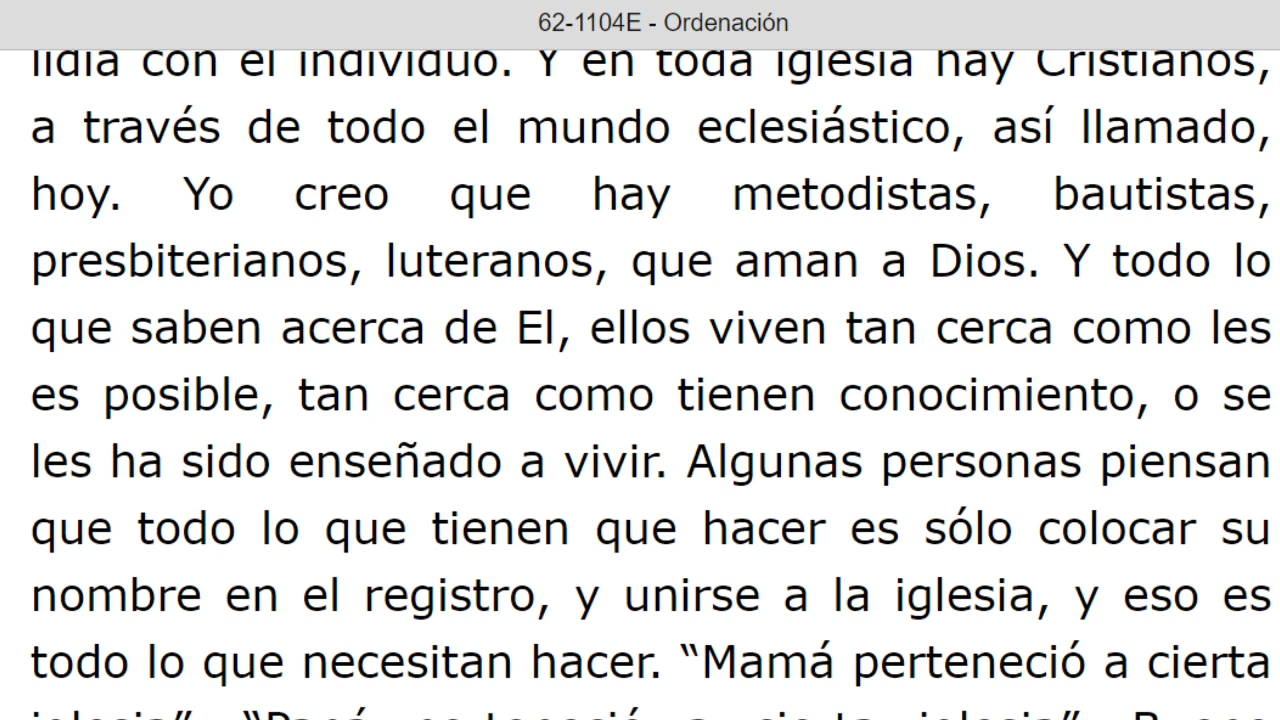 62-1104E - Ordenación
lidia con el individuo. Y en toda iglesia hay Cristianos,
a través de todo el mundo eclesiástico, así llamado,
hoy. Yo creo que hay metodistas, bautistas,
presbiterianos, luteranos, que aman a Dios. Y todo lo
que saben acerca de El, ellos viven tan cerca como les
es posible, tan cerca como tienen conocimiento, o se
les ha sido enseñado a vivir. Algunas personas piensan
que todo lo que tienen que hacer es sólo colocar su
nombre en el registro, y unirse a la iglesia, y eso es
todo lo que necesitan hacer. “Mamá perteneció a cierta